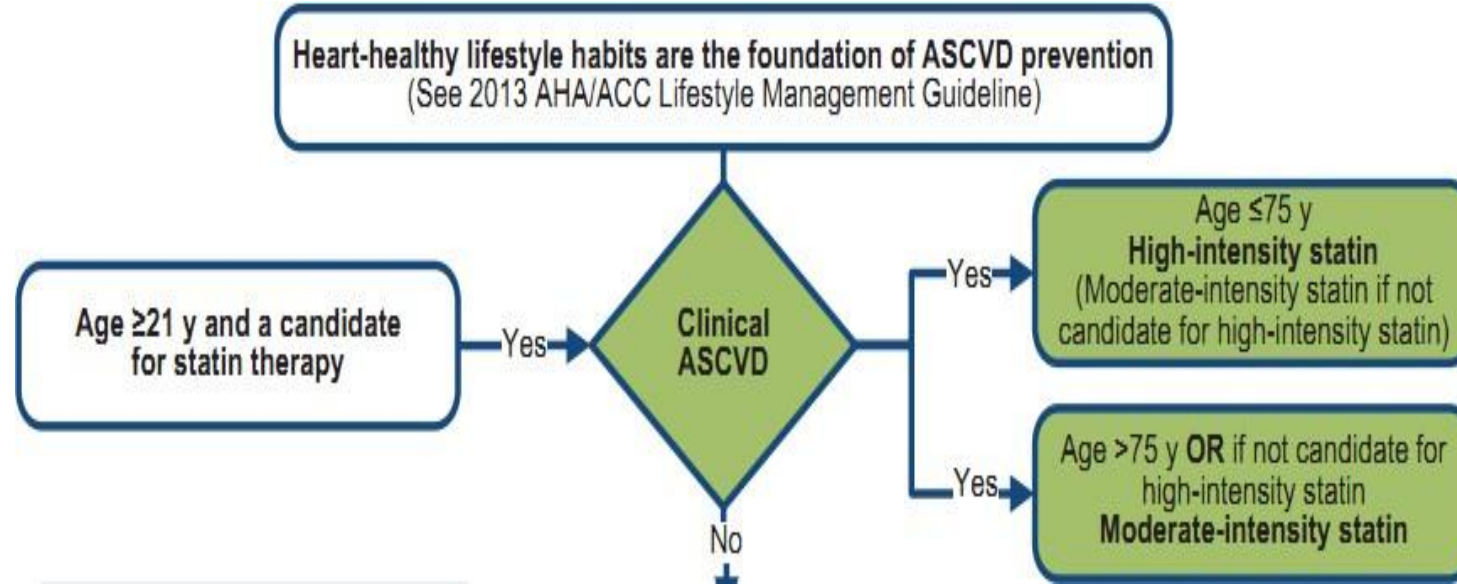 Heart-healthy lifestyle habits are the foundation of ASCVD prevention
(See 2013 AHA/ACC Lifestyle Management Guideline)
Age ≥21 y and a candidate
for statin therapy
Yes
Clinical
ASCVD
Yes
Age ≤75 y
High-intensity statin
(Moderate-intensity statin if not
candidate for high-intensity statin)
Yes
Age >75 y OR if not candidate for
high-intensity statin
Moderate-intensity statin
No